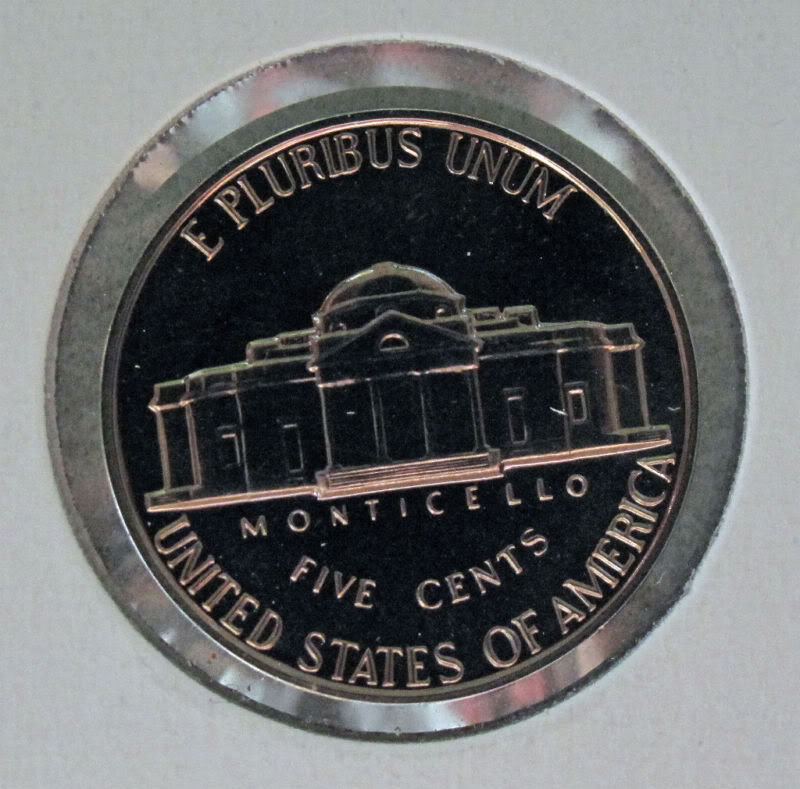 E PLURIBUS UNUM
MONTICELLO
FIVE CENTS
UNITED STATES OF AMERICA